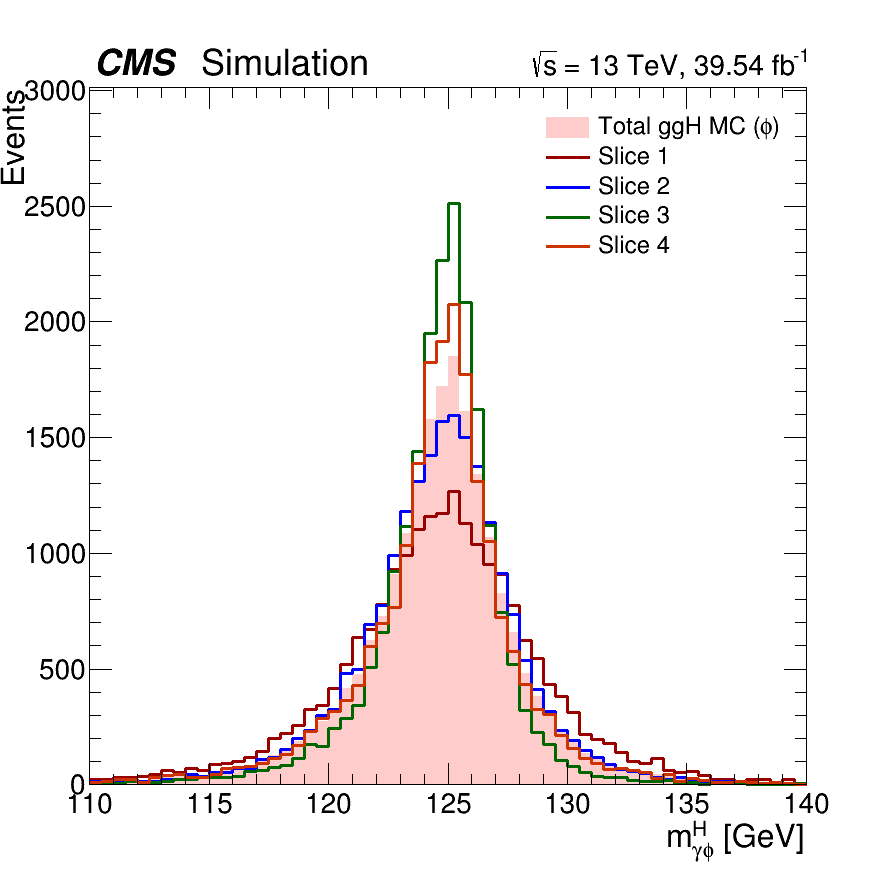 CMS Simulation
√s = 13 TeV, 39.54 fb⁻¹
Events
3000
2500
2000
1500
1000
500
0
Total ggH MC (ϕ)
Slice 1
Slice 2
Slice 3
Slice 4
110 115 120 125 130 135 140
m^H_γϕ [GeV]